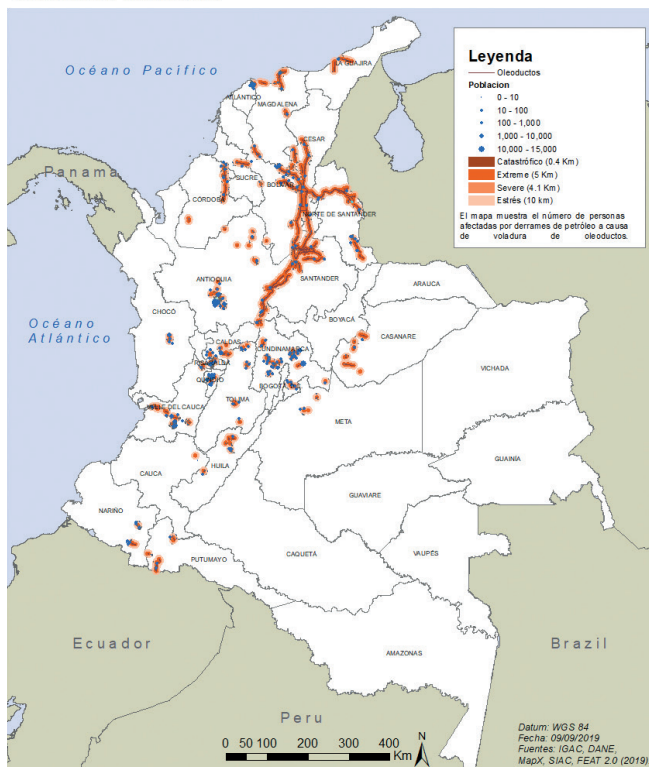 Océano Pacífico
LA GUAJIRA
ATLÁNTICO
MAGDALENA
CESAR
Panama
SUCRE
BOLIVAR
CÓRDOBA
NORTE DE SANTANDER
ANTIOQUIA
SANTANDER
ARAUCA
Océano
Atlántico
CHOCÓ
BOYACÁ
CASANARE
CALDAS
CUNDINAMARCA
VICHADA
RISARALDA
QUINDIO
BOGOTÁ
TOLIMA
VALLE DEL CAUCA
META
GUAINÍA
CAUCA
HUILA
GUAVIARE
NARIÑO
CAQUETÁ
VAUPÉS
PUTUMAYO
Ecuador
Brazil
AMAZONAS
Peru
Leyenda
Oleoductos
Poblacion
0 - 10
10 - 100
100 - 1,000
1,000 - 10,000
10,000 - 15,000
Catastrófico (0.4 Km)
Extreme (5 Km)
Severe (4.1 Km)
Estrés (10 km)
El mapa muestra el número de personas
afectadas por derrames de petróleo a causa
de voladura de oleoductos.
0 50 100 200 300 400
Km
N
Datum: WGS 84
Fecha: 09/09/2019
Fuentes: IGAC, DANE,
MapX, SIAC, FEAT 2.0 (2019)